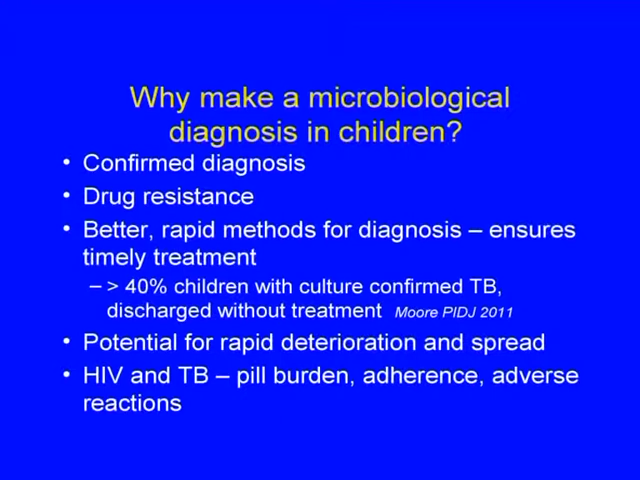 Why make a microbiological
diagnosis in children?
• Confirmed diagnosis
• Drug resistance
• Better, rapid methods for diagnosis – ensures
timely treatment
– > 40% children with culture confirmed TB,
discharged without treatment Moore PIDJ 2011
• Potential for rapid deterioration and spread
• HIV and TB – pill burden, adherence, adverse
reactions